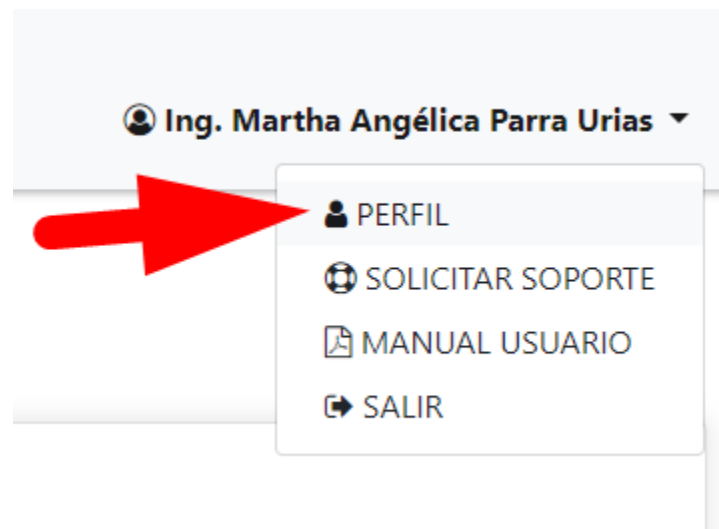 Ing. Martha Angélica Parra Urias
PERFIL
SOLICITAR SOPORTE
MANUAL USUARIO
SALIR